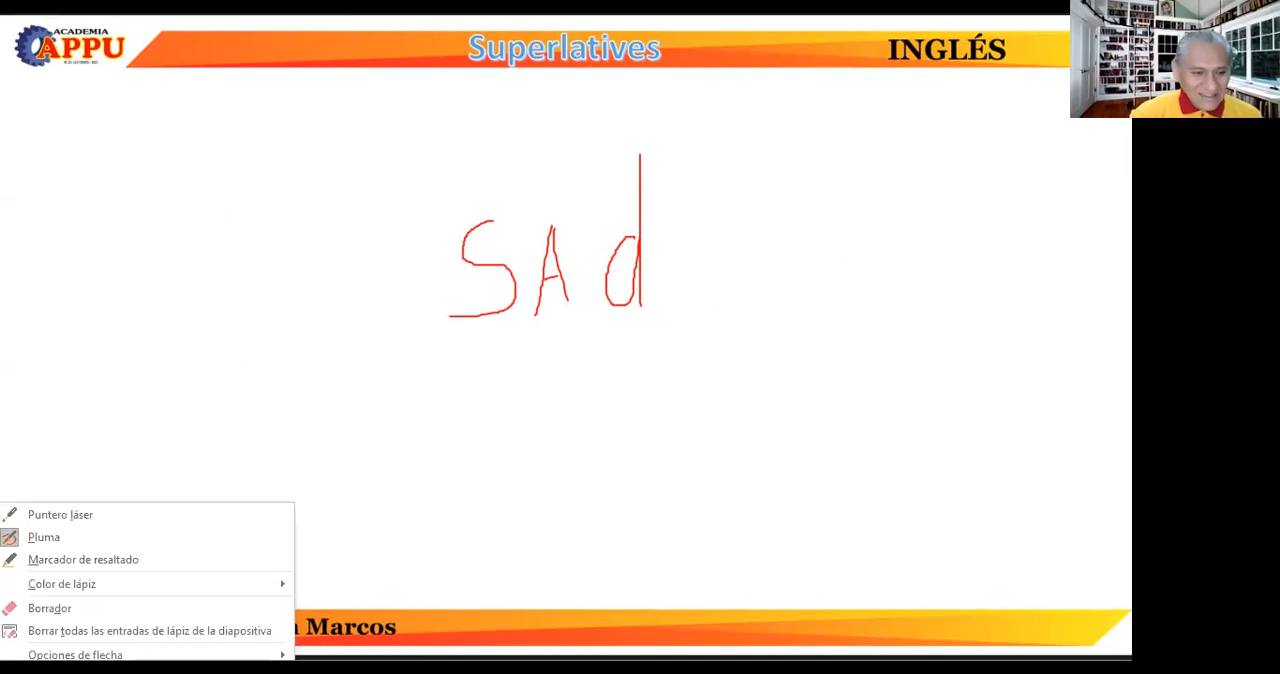 ACADEMIA
APPU
Superlatives
INGLÉS
SAd
Puntero láser
Pluma
Marcador de resaltado
Color de lápiz
Borrador
Borrar todas las entradas de lápiz de la diapositiva
Opciones de flecha
Marcos